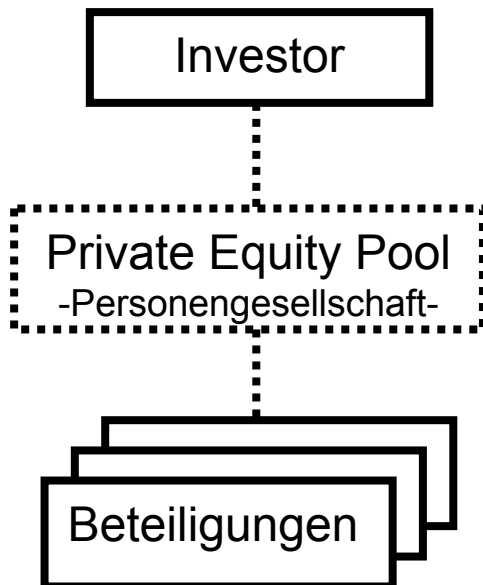 Investor
Private Equity Pool
-Personengesellschaft-
Beteiligungen